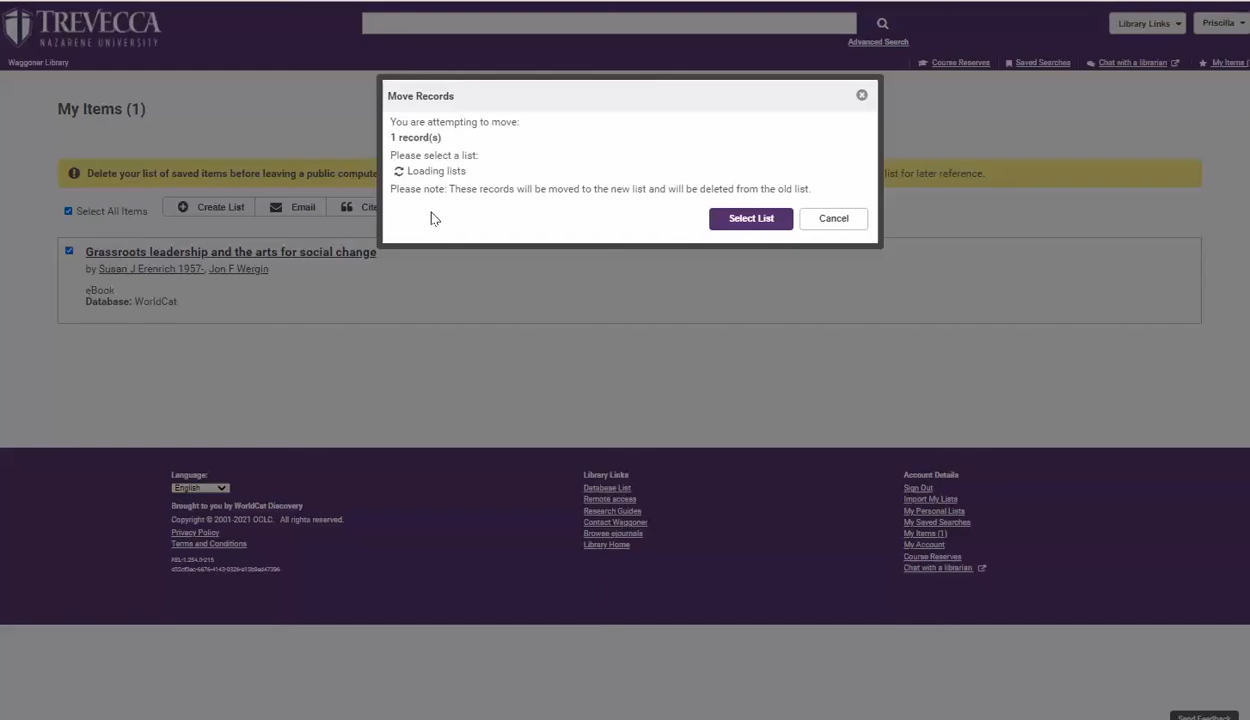 TREVECCA
NAZARENE UNIVERSITY
Library Links
Priscilla
Advanced Search
Waggoner Library
Course Reserves
Saved Searches
Chat with a librarian
My Items (
Move Records
You are attempting to move:
1 record(s)
Please select a list:
Loading lists
Please note: These records will be moved to the new list and will be deleted from the old list.
Select List
Cancel
My Items (1)
Delete your list of saved items before leaving a public compute
list for later reference.
Select All Items
Create List
Email
Cite
Grassroots leadership and the arts for social change
by Susan J Erenrich 1957-, Jon F Wergin
eBook
Database: WorldCat
Language:
English
Brought to you by WorldCat Discovery
Copyright © 2001-2021 OCLC. All rights reserved.
Privacy Policy
Terms and Conditions
REL-1.254.0-215
Library Links
Database List
Remote access
Research Guides
Contact Waggoner
Browse ejournals
Library Home
Account Details
Sign Out
Import My Lists
My Personal Lists
My Saved Searches
My Items (1)
My Account
Course Reserves
Chat with a librarian
Send Feedback